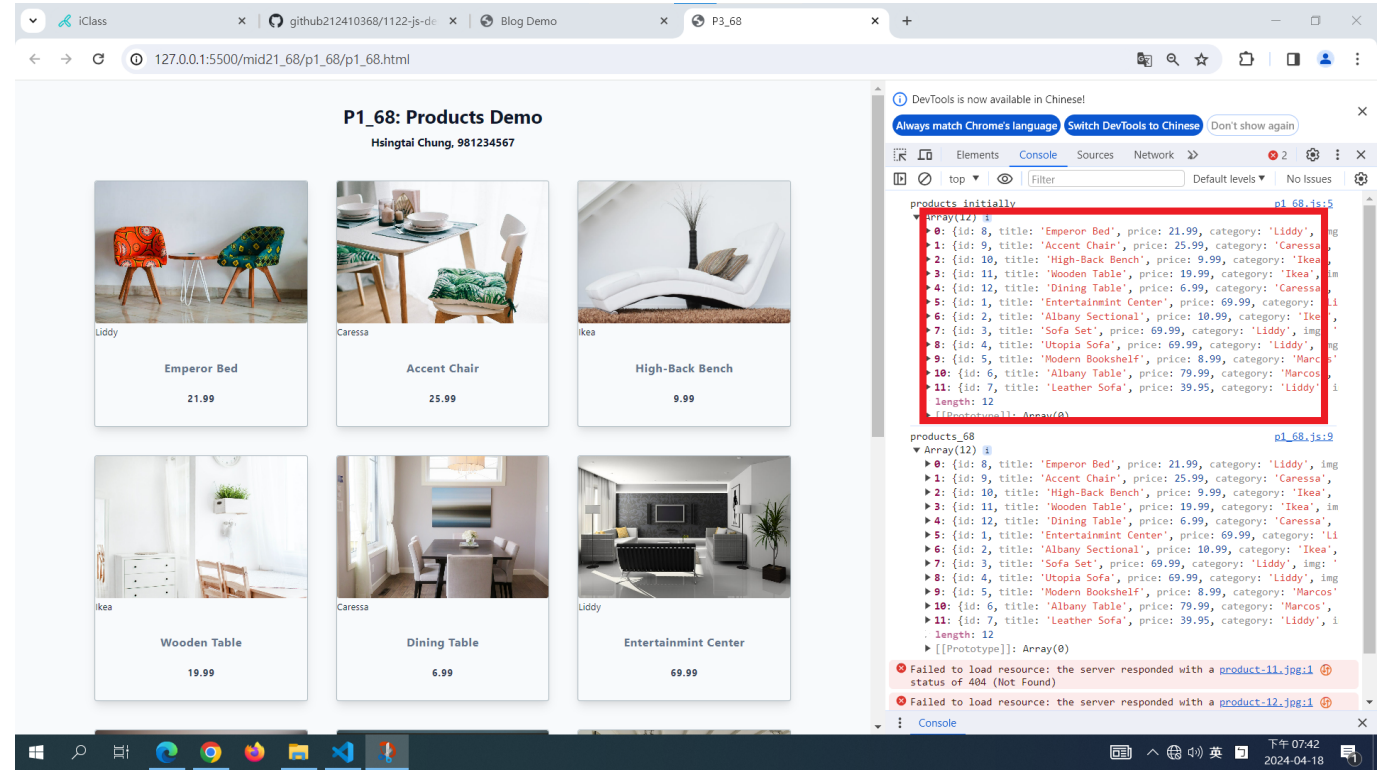 iClass
github212410368/1122-js-de
Blog Demo
P3_68
127.0.0.1:5500/mid21_68/p1_68/p1_68.html
P1_68: Products Demo
Hsingtai Chung, 981234567
Liddy
Emperor Bed
21.99
Caressa
Accent Chair
25.99
Ikea
High-Back Bench
9.99
Ikea
Wooden Table
19.99
Caressa
Dining Table
6.99
Liddy
Entertainmint Center
69.99
DevTools is now available in Chinese!
Always match Chrome's language Switch DevTools to Chinese Don't show again
Elements Console Sources Network 2
top Filter Default levels No Issues
products initially p1_68.js:5
Array(12)
0: {id: 8, title: 'Emperor Bed', price: 21.99, category: 'Liddy', img
1: {id: 9, title: 'Accent Chair', price: 25.99, category: 'Caressa',
2: {id: 10, title: 'High-Back Bench', price: 9.99, category: 'Ikea',
3: {id: 11, title: 'Wooden Table', price: 19.99, category: 'Ikea', im
4: {id: 12, title: 'Dining Table', price: 6.99, category: 'Caressa',
5: {id: 1, title: 'Entertainmint Center', price: 69.99, category: 'Li
6: {id: 2, title: 'Albany Sectional', price: 10.99, category: 'Ikea',
7: {id: 3, title: 'Sofa Set', price: 69.99, category: 'Liddy', img: '
8: {id: 4, title: 'Utopia Sofa', price: 69.99, category: 'Liddy', img
9: {id: 5, title: 'Modern Bookshelf', price: 8.99, category: 'Marcos'
10: {id: 6, title: 'Albany Table', price: 79.99, category: 'Marcos',
11: {id: 7, title: 'Leather Sofa', price: 39.95, category: 'Liddy', i
length: 12
[[Prototype]]: Array(0)
products_68 p1_68.js:9
Array(12)
0: {id: 8, title: 'Emperor Bed', price: 21.99, category: 'Liddy', img
1: {id: 9, title: 'Accent Chair', price: 25.99, category: 'Caressa',
2: {id: 10, title: 'High-Back Bench', price: 9.99, category: 'Ikea',
3: {id: 11, title: 'Wooden Table', price: 19.99, category: 'Ikea', im
4: {id: 12, title: 'Dining Table', price: 6.99, category: 'Caressa',
5: {id: 1, title: 'Entertainmint Center', price: 69.99, category: 'Li
6: {id: 2, title: 'Albany Sectional', price: 10.99, category: 'Ikea',
7: {id: 3, title: 'Sofa Set', price: 69.99, category: 'Liddy', img: '
8: {id: 4, title: 'Utopia Sofa', price: 69.99, category: 'Liddy', img
9: {id: 5, title: 'Modern Bookshelf', price: 8.99, category: 'Marcos'
10: {id: 6, title: 'Albany Table', price: 79.99, category: 'Marcos',
11: {id: 7, title: 'Leather Sofa', price: 39.95, category: 'Liddy', i
length: 12
[[Prototype]]: Array(0)
Failed to load resource: the server responded with a product-11.jpg:1
status of 404 (Not Found)
Failed to load resource: the server responded with a product-12.jpg:1
Console
英
下午 07:42
2024-04-18
1